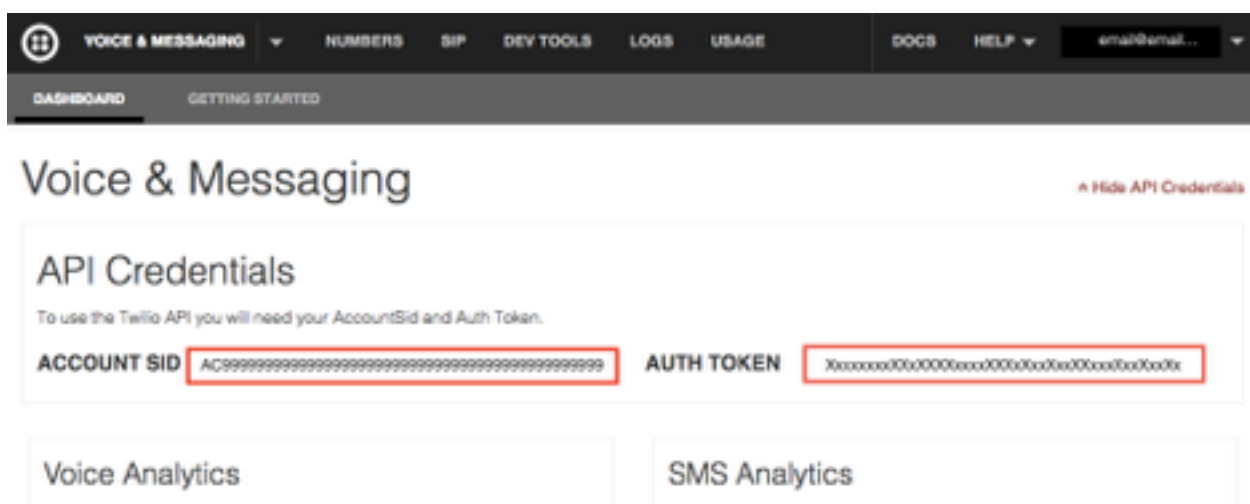 VOICE & MESSAGING NUMBERS SIP DEV TOOLS LOGS USAGE DOCS HELP email@email...
DASHBOARD GETTING STARTED
Voice & Messaging
Hide API Credentials
API Credentials
To use the Twilio API you will need your AccountSid and Auth Token.
ACCOUNT SID AUTH TOKEN
Voice Analytics SMS Analytics